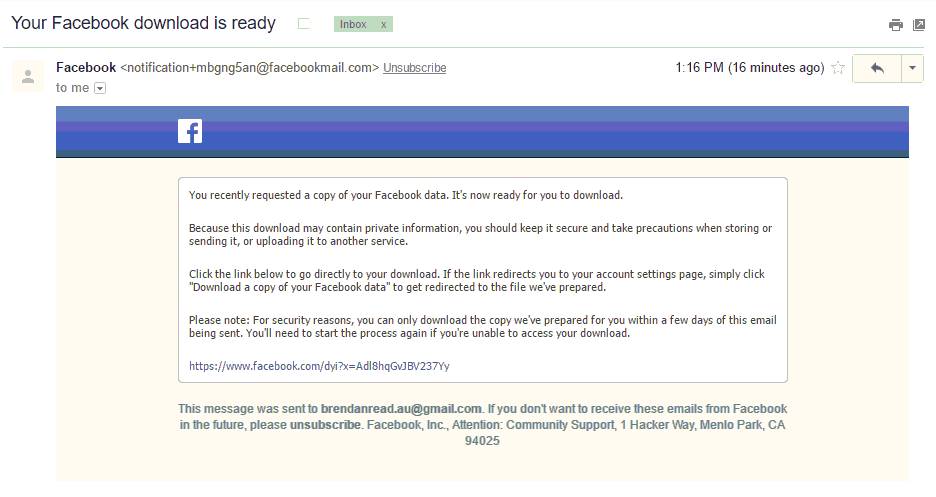 Your Facebook download is ready Inbox x
Facebook <notification+mbgng5an@facebookmail.com> Unsubscribe 1:16 PM (16 minutes ago)
to me
f
You recently requested a copy of your Facebook data. It's now ready for you to download.
Because this download may contain private information, you should keep it secure and take precautions when storing or
sending it, or uploading it to another service.
Click the link below to go directly to your download. If the link redirects you to your account settings page, simply click
"Download a copy of your Facebook data" to get redirected to the file we've prepared.
Please note: For security reasons, you can only download the copy we've prepared for you within a few days of this email
being sent. You'll need to start the process again if you're unable to access your download.
https://www.facebook.com/dyi?x=Adl8hqGvJBV237Yy
This message was sent to brendanread.au@gmail.com. If you don't want to receive these emails from Facebook
in the future, please unsubscribe. Facebook, Inc., Attention: Community Support, 1 Hacker Way, Menlo Park, CA
94025